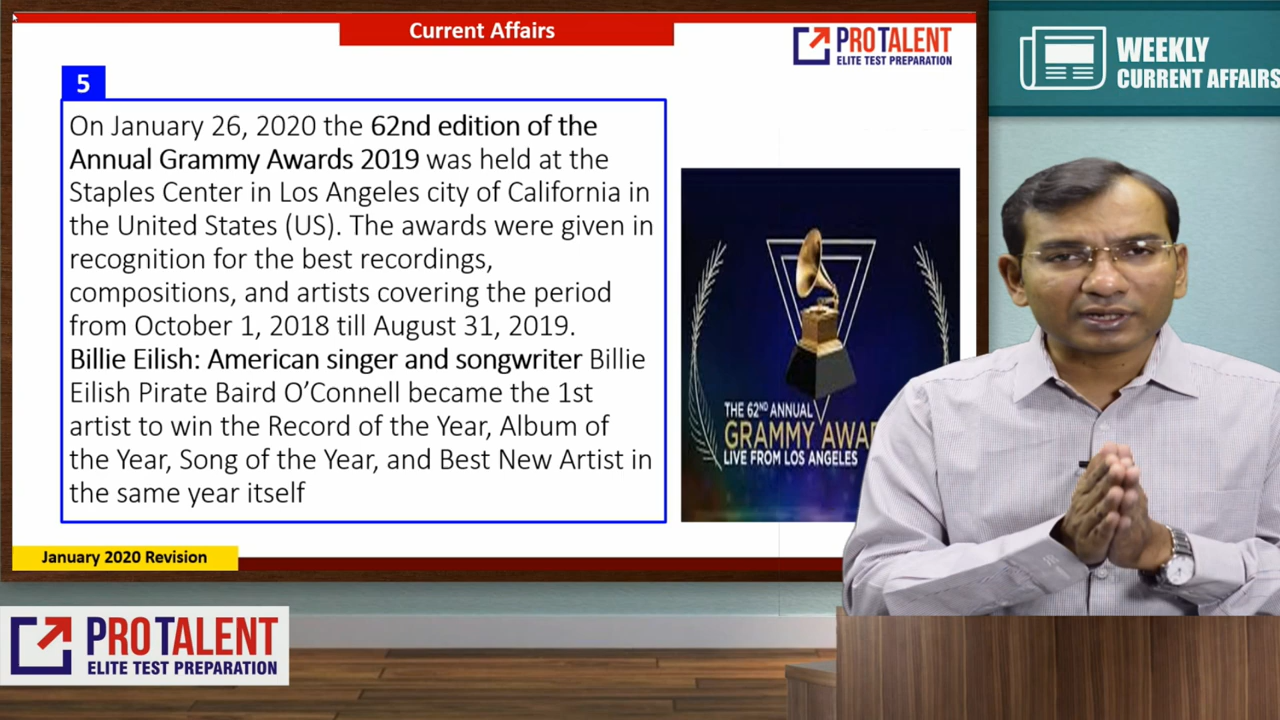 Current Affairs
PROTALENT
ELITE TEST PREPARATION
WEEKLY
CURRENT AFFAIRS
5
On January 26, 2020 the 62nd edition of the
Annual Grammy Awards 2019 was held at the
Staples Center in Los Angeles city of California in
the United States (US). The awards were given in
recognition for the best recordings,
compositions, and artists covering the period
from October 1, 2018 till August 31, 2019.
Billie Eilish: American singer and songwriter Billie
Eilish Pirate Baird O’Connell became the 1st
artist to win the Record of the Year, Album of
the Year, Song of the Year, and Best New Artist in
the same year itself
THE 62ND ANNUAL
GRAMMY AWAR
LIVE FROM LOS ANGELES
January 2020 Revision
PROTALENT
ELITE TEST PREPARATION